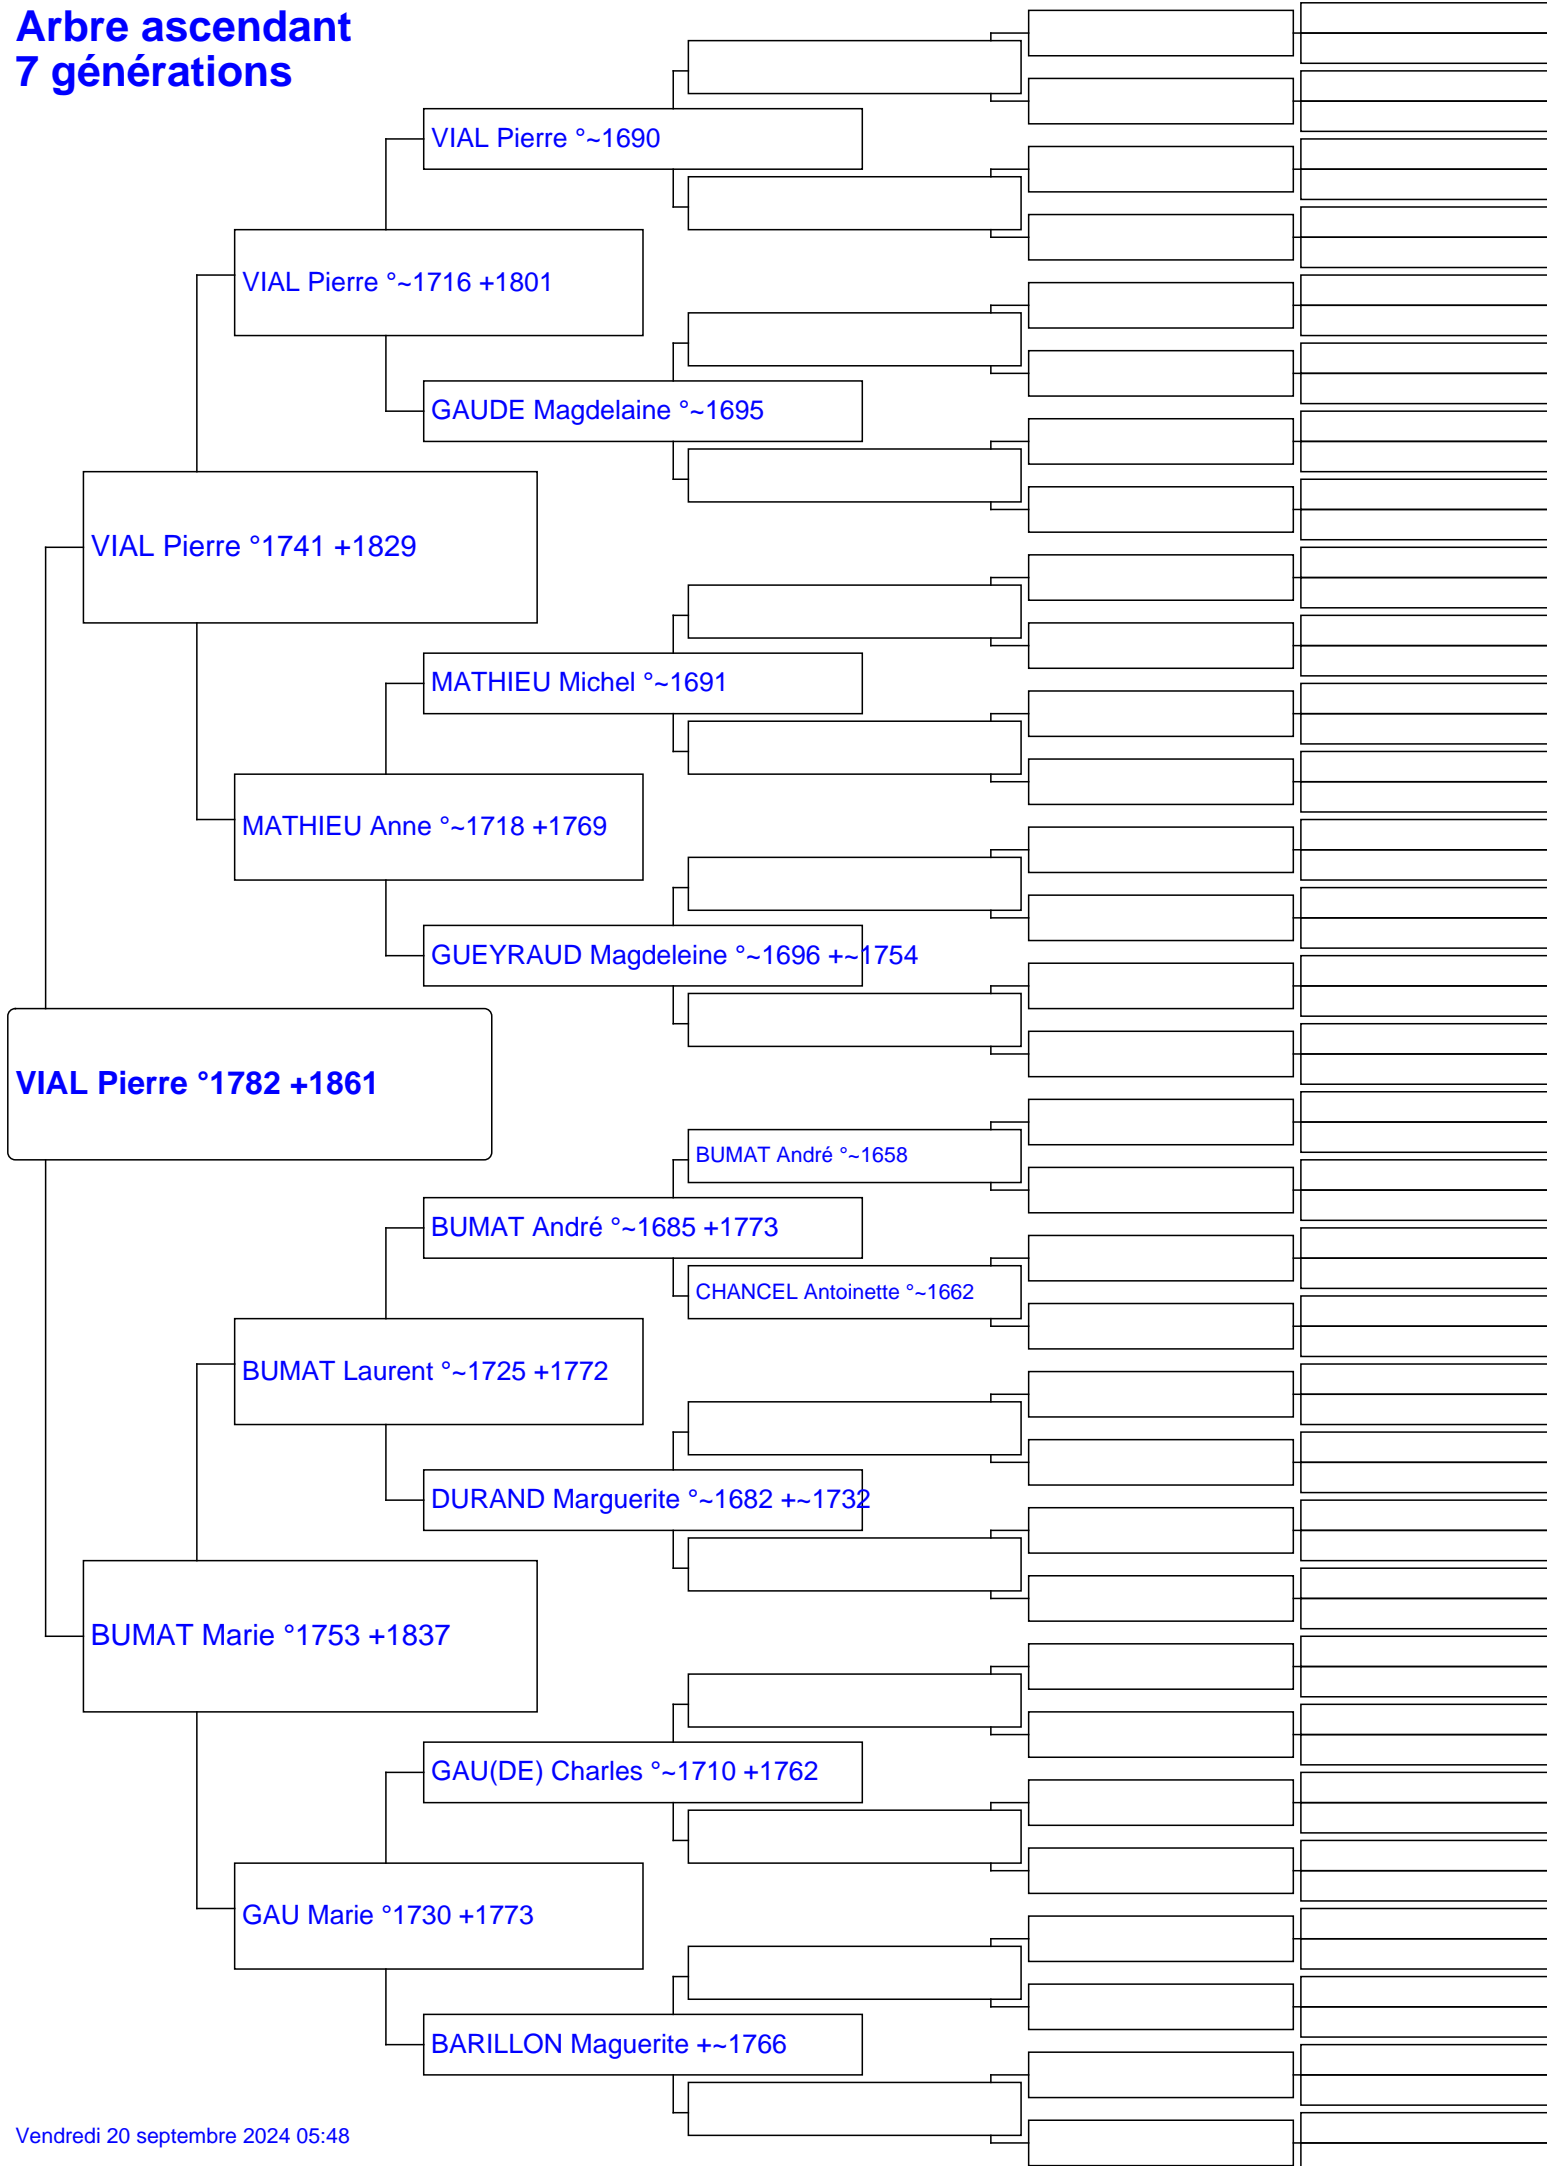 Arbre ascendant
7 générations
VIAL Pierre °~1690
VIAL Pierre °~1716 +1801
GAUDE Magdelaine °~1695
VIAL Pierre °1741 +1829
MATHIEU Michel °~1691
MATHIEU Anne °~1718 +1769
GUEYRAUD Magdeleine °~1696 +~1754
VIAL Pierre °1782 +1861
BUMAT André °~1658
BUMAT André °~1685 +1773
CHANCEL Antoinette °~1662
BUMAT Laurent °~1725 +1772
DURAND Marguerite °~1682 +~1732
BUMAT Marie °1753 +1837
GAU(DE) Charles °~1710 +1762
GAU Marie °1730 +1773
BARILLON Maguerite +~1766
Vendredi 20 septembre 2024 05:48